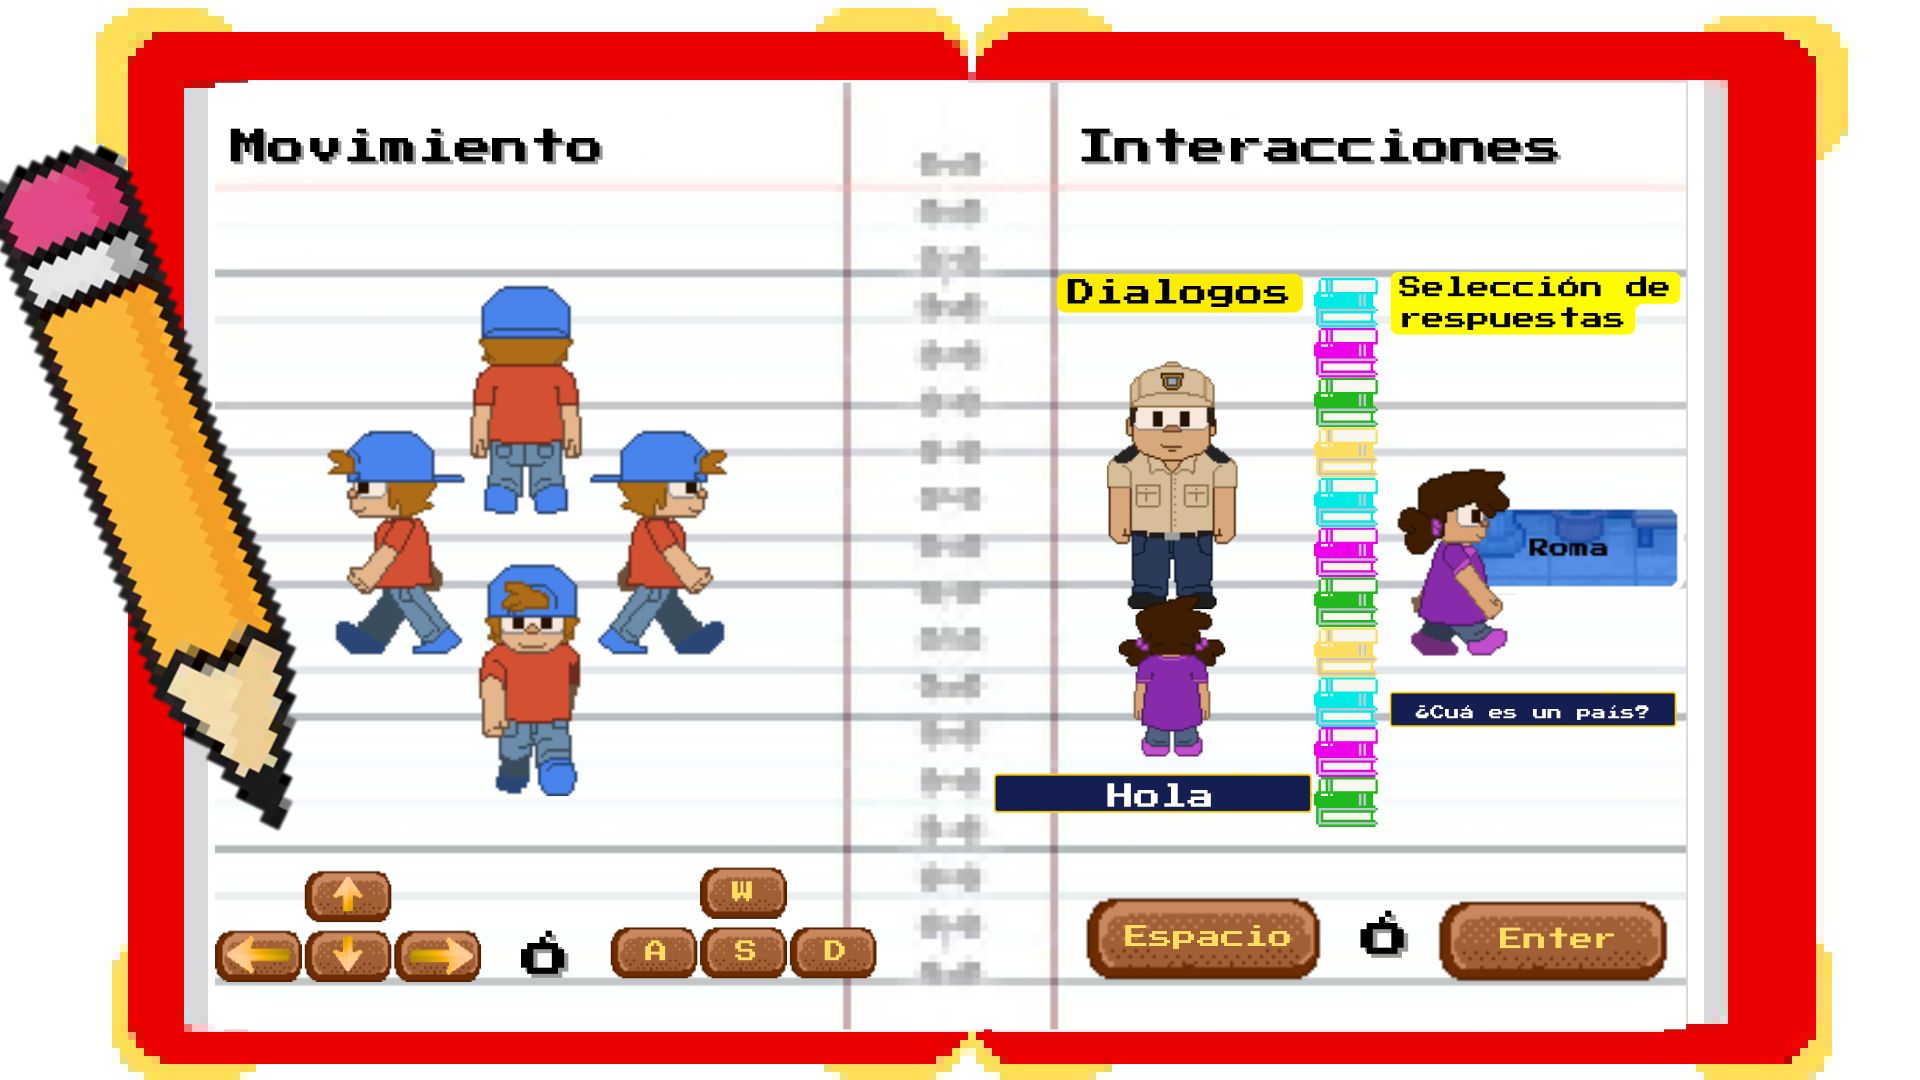 Movimiento
W
Ó
A S D
Interacciones
Dialogos
Hola
Selección de
respuestas
Roma
¿Cuá es un país?
Espacio Ó Enter